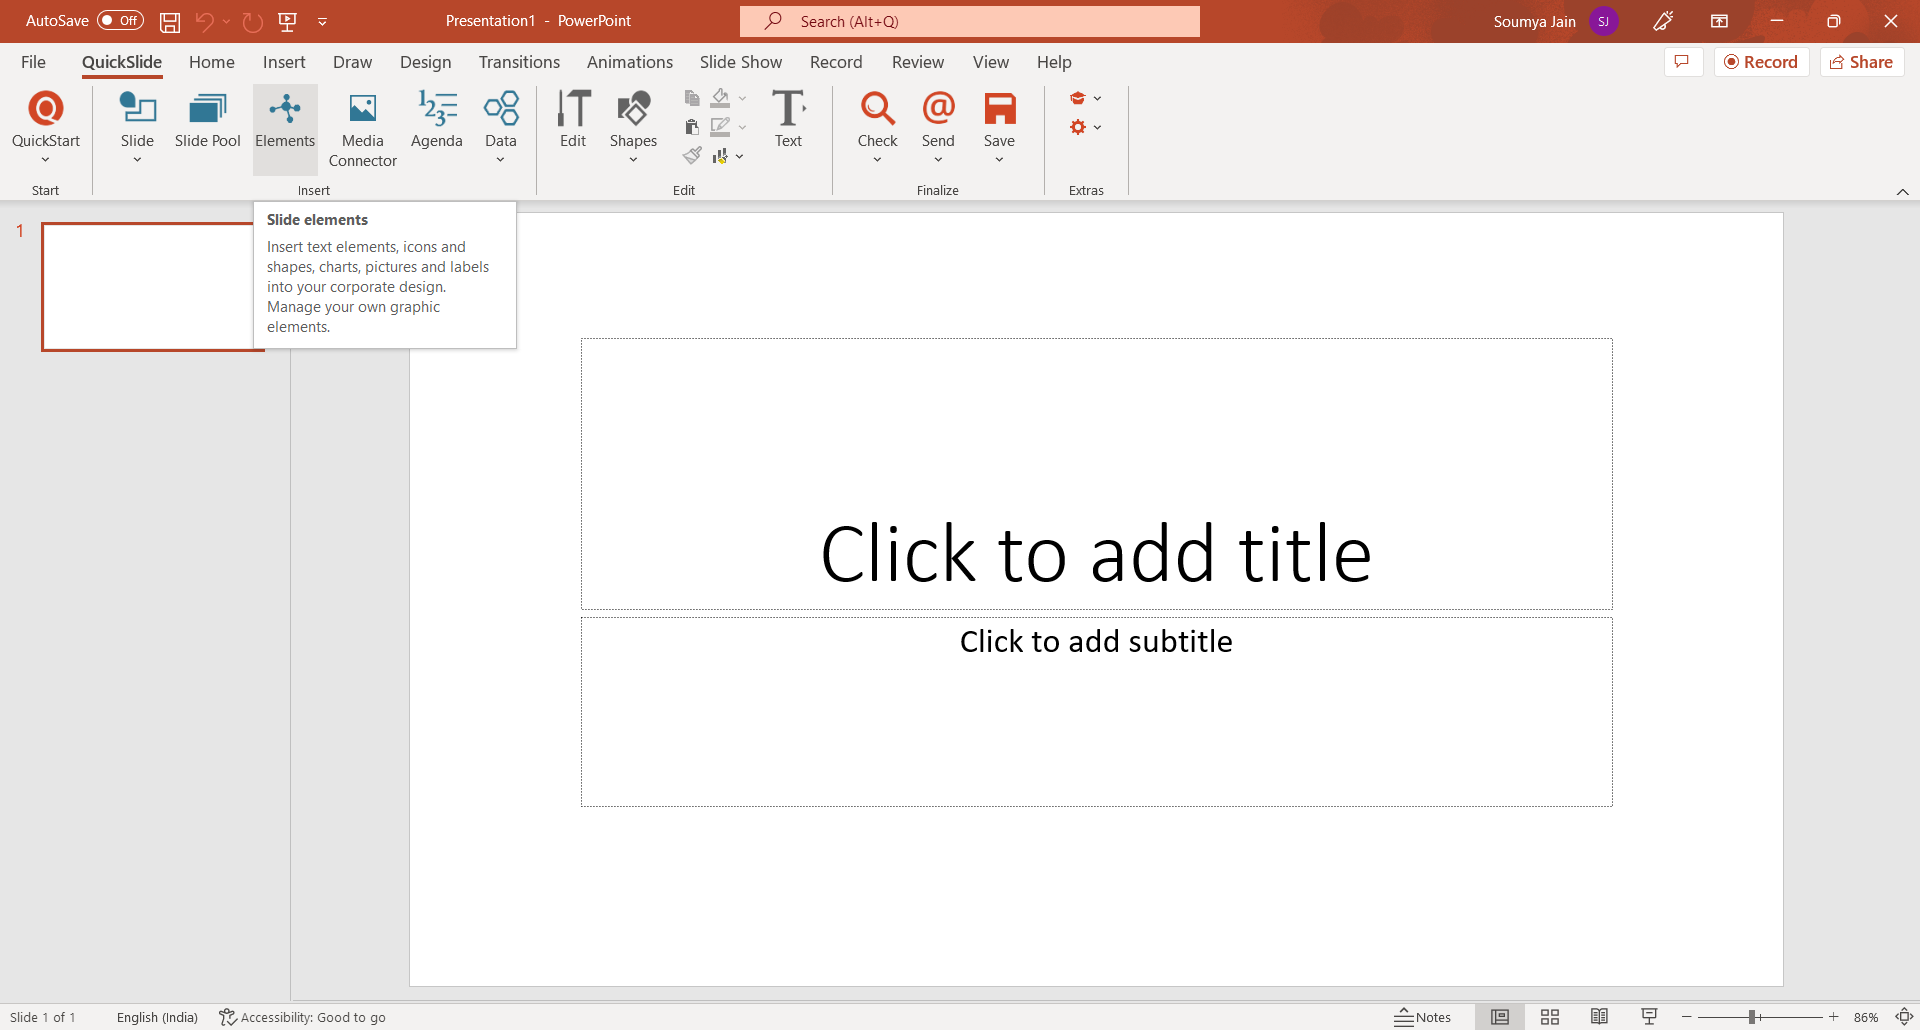 AutoSave Off
Presentation1 - PowerPoint
Search (Alt+Q)
Soumya Jain SJ
File QuickSlide Home Insert Draw Design Transitions Animations Slide Show Record Review View Help
Record Share
QuickStart
Slide
Slide Pool
Elements
Media
Connector
Agenda
Data
Edit
Shapes
Text
Check
Send
Save
Start
Insert
Edit
Finalize
Extras
1
Slide elements
Insert text elements, icons and
shapes, charts, pictures and labels
into your corporate design.
Manage your own graphic
elements.
Click to add title
Click to add subtitle
Slide 1 of 1
English (India)
Accessibility: Good to go
Notes
86%